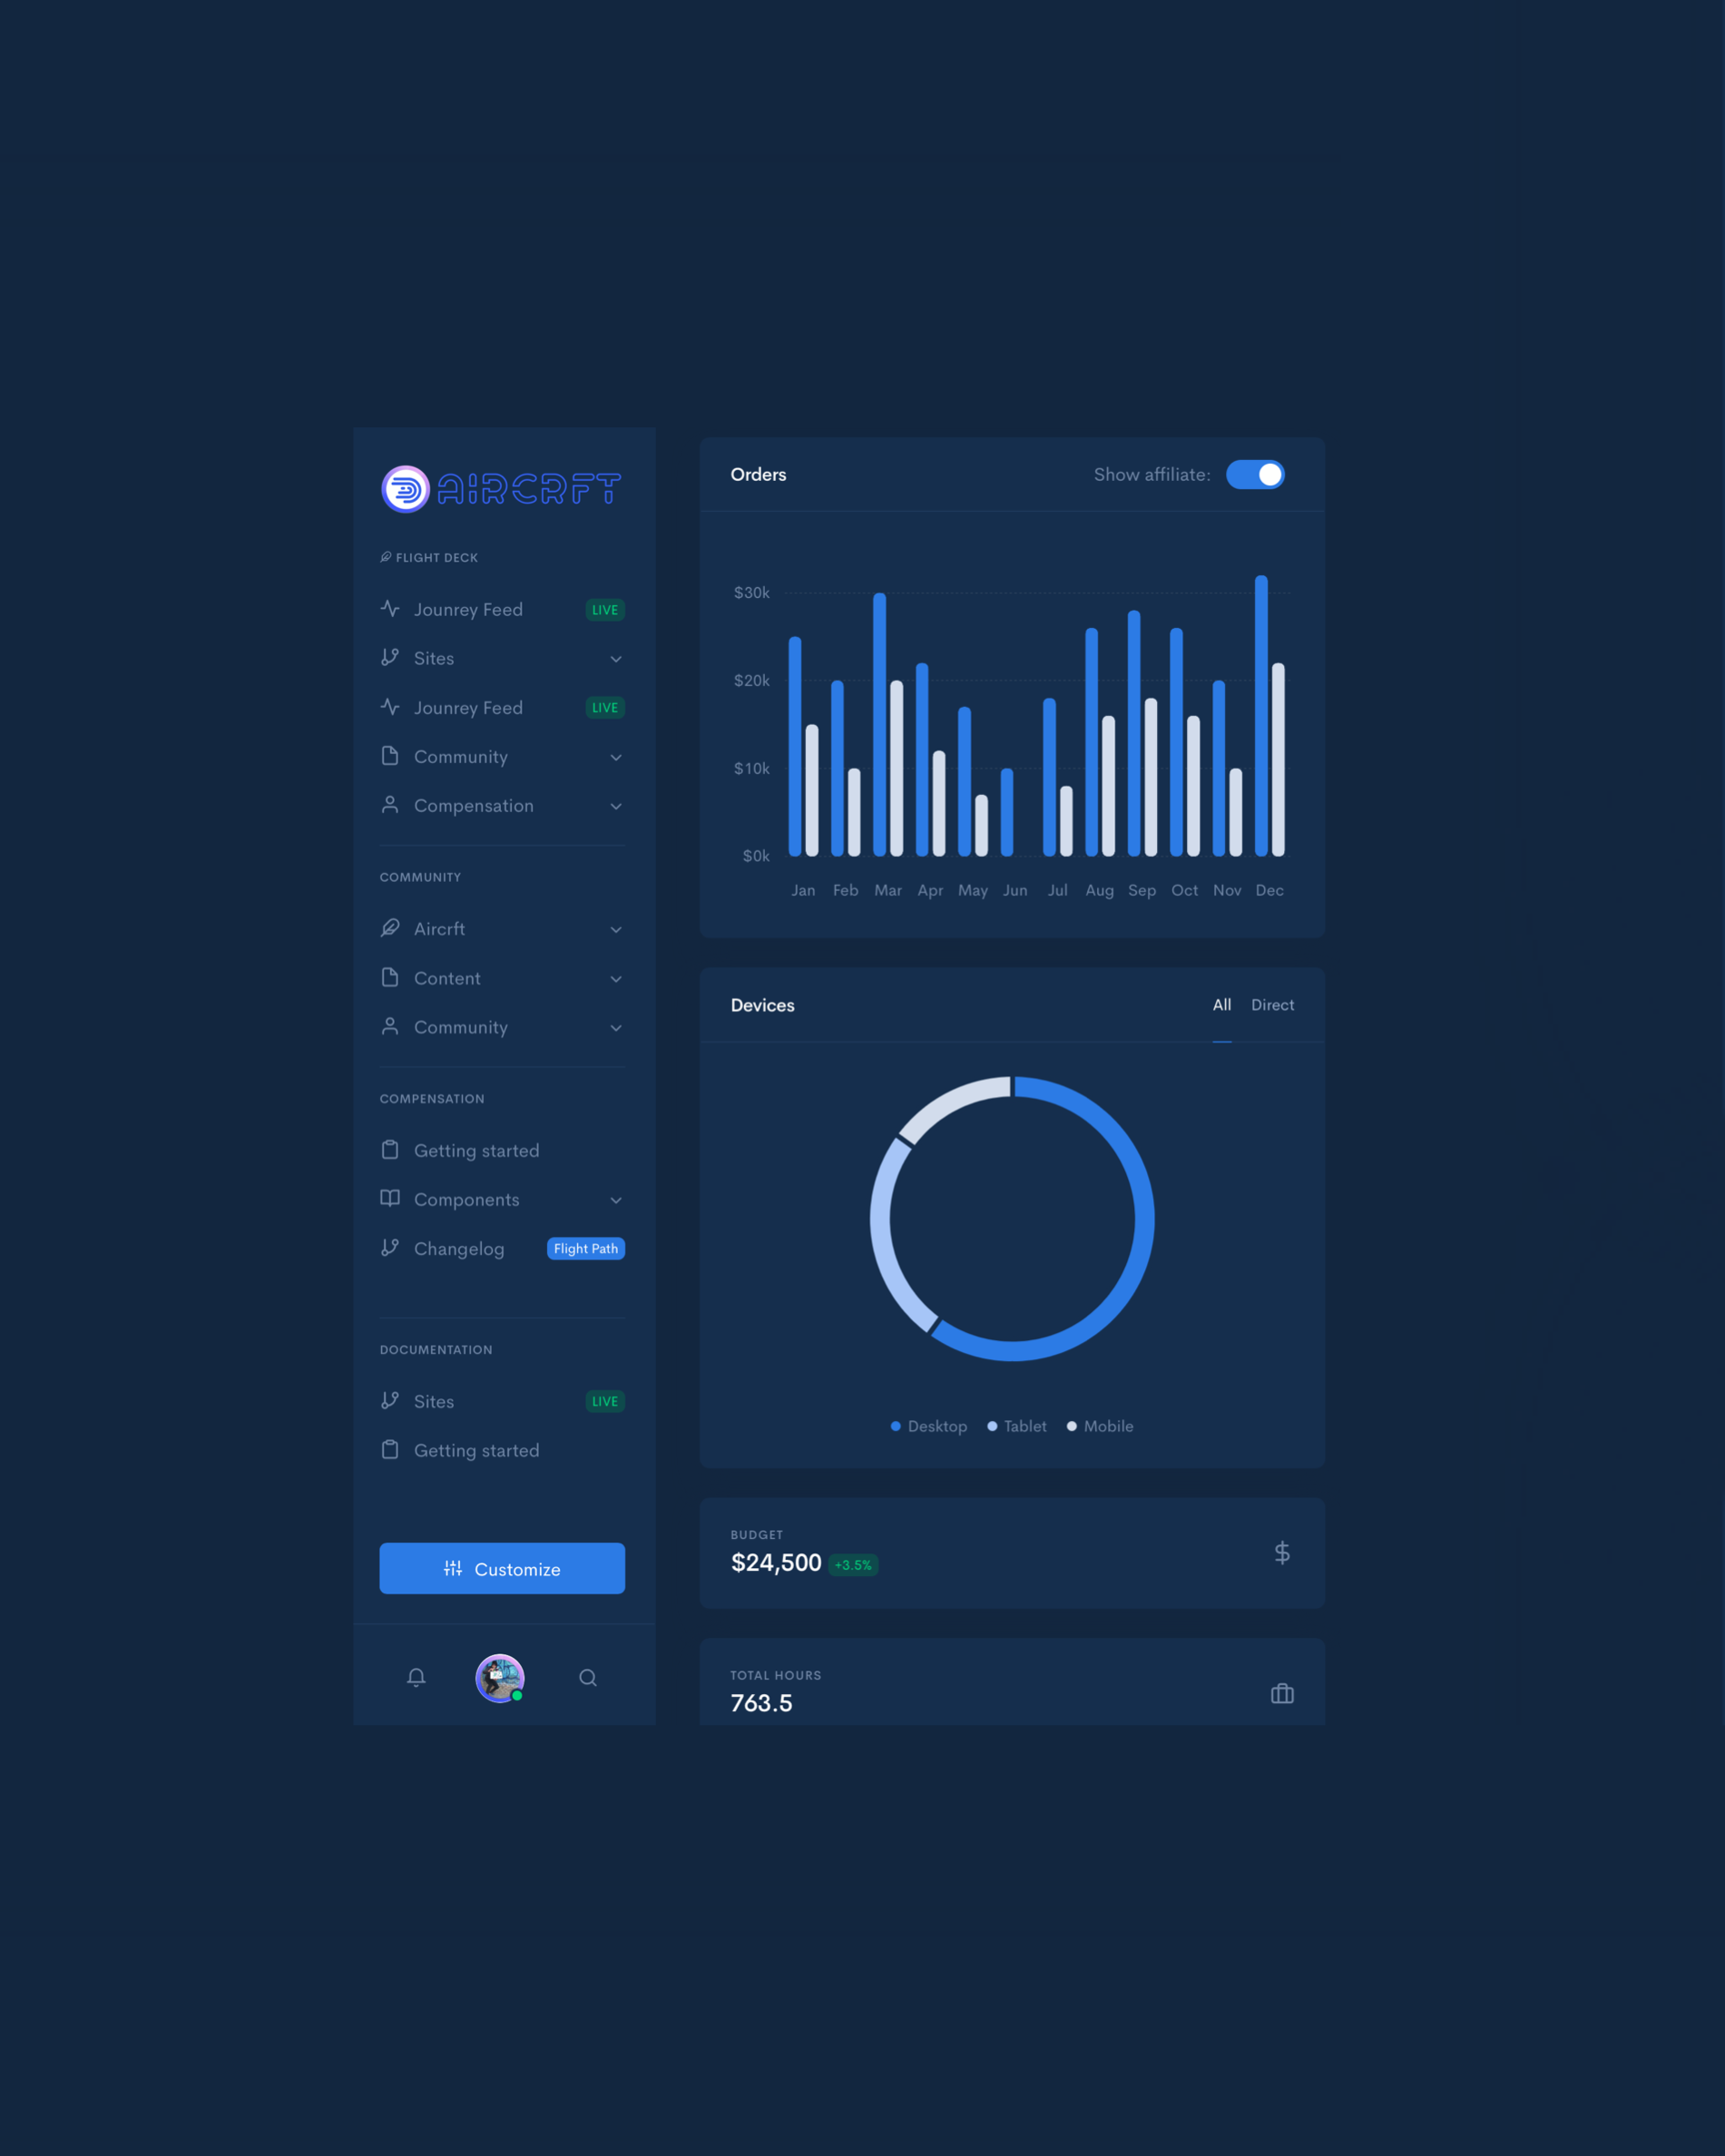 AIRCRFT
FLIGHT DECK
Jounrey Feed LIVE
Sites
Jounrey Feed LIVE
Community
Compensation
COMMUNITY
Aircrft
Content
Community
COMPENSATION
Getting started
Components
Changelog Flight Path
DOCUMENTATION
Sites LIVE
Getting started
Customize
Orders Show affiliate:
$30k
$20k
$10k
$0k
Jan Feb Mar Apr May Jun Jul Aug Sep Oct Nov Dec
Devices All Direct
Desktop Tablet Mobile
BUDGET
$24,500 +3.5%
TOTAL HOURS
763.5